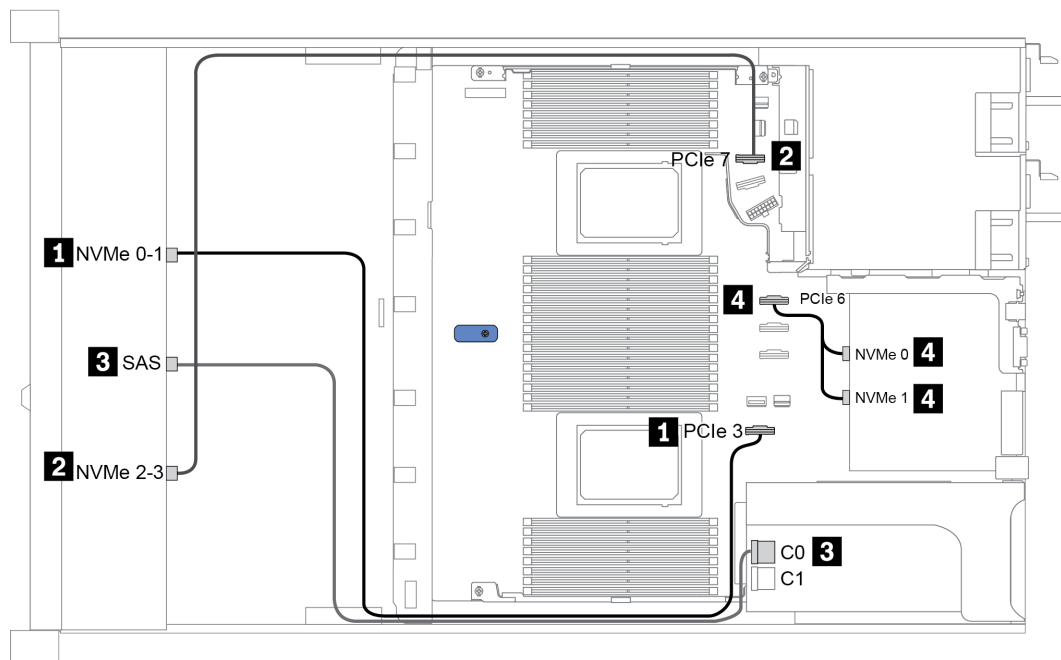 PCIe 7 2
1 NVMe 0-1
4 PCIe 6
3 SAS
NVMe 0 4
NVMe 1 4
1 PCIe 3
2 NVMe 2-3
C0 3
C1